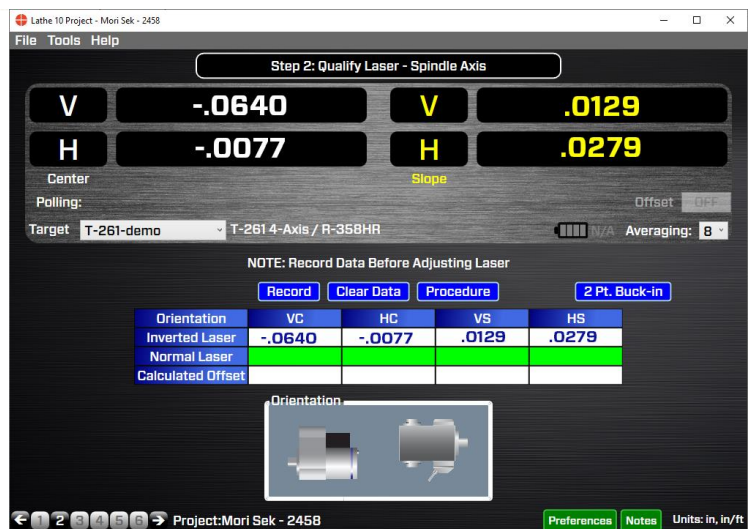 Lathe 10 Project - Mori Sek - 2458
File Tools Help
Step 2: Qualify Laser - Spindle Axis
V -.0640 V .0129
H -.0077 H .0279
Center Slope
Polling: Offset OFF
Target T-261-demo T-261 4-Axis / R-358HR N/A Averaging: 8
NOTE: Record Data Before Adjusting Laser
Record Clear Data Procedure 2 Pt. Buck-in
Orientation VC HC VS HS
Inverted Laser -.0640 -.0077 .0129 .0279
Normal Laser
Calculated Offset
Orientation
1 2 3 4 5 6 Project:Mori Sek - 2458 Preferences Notes Units: in, in/ft